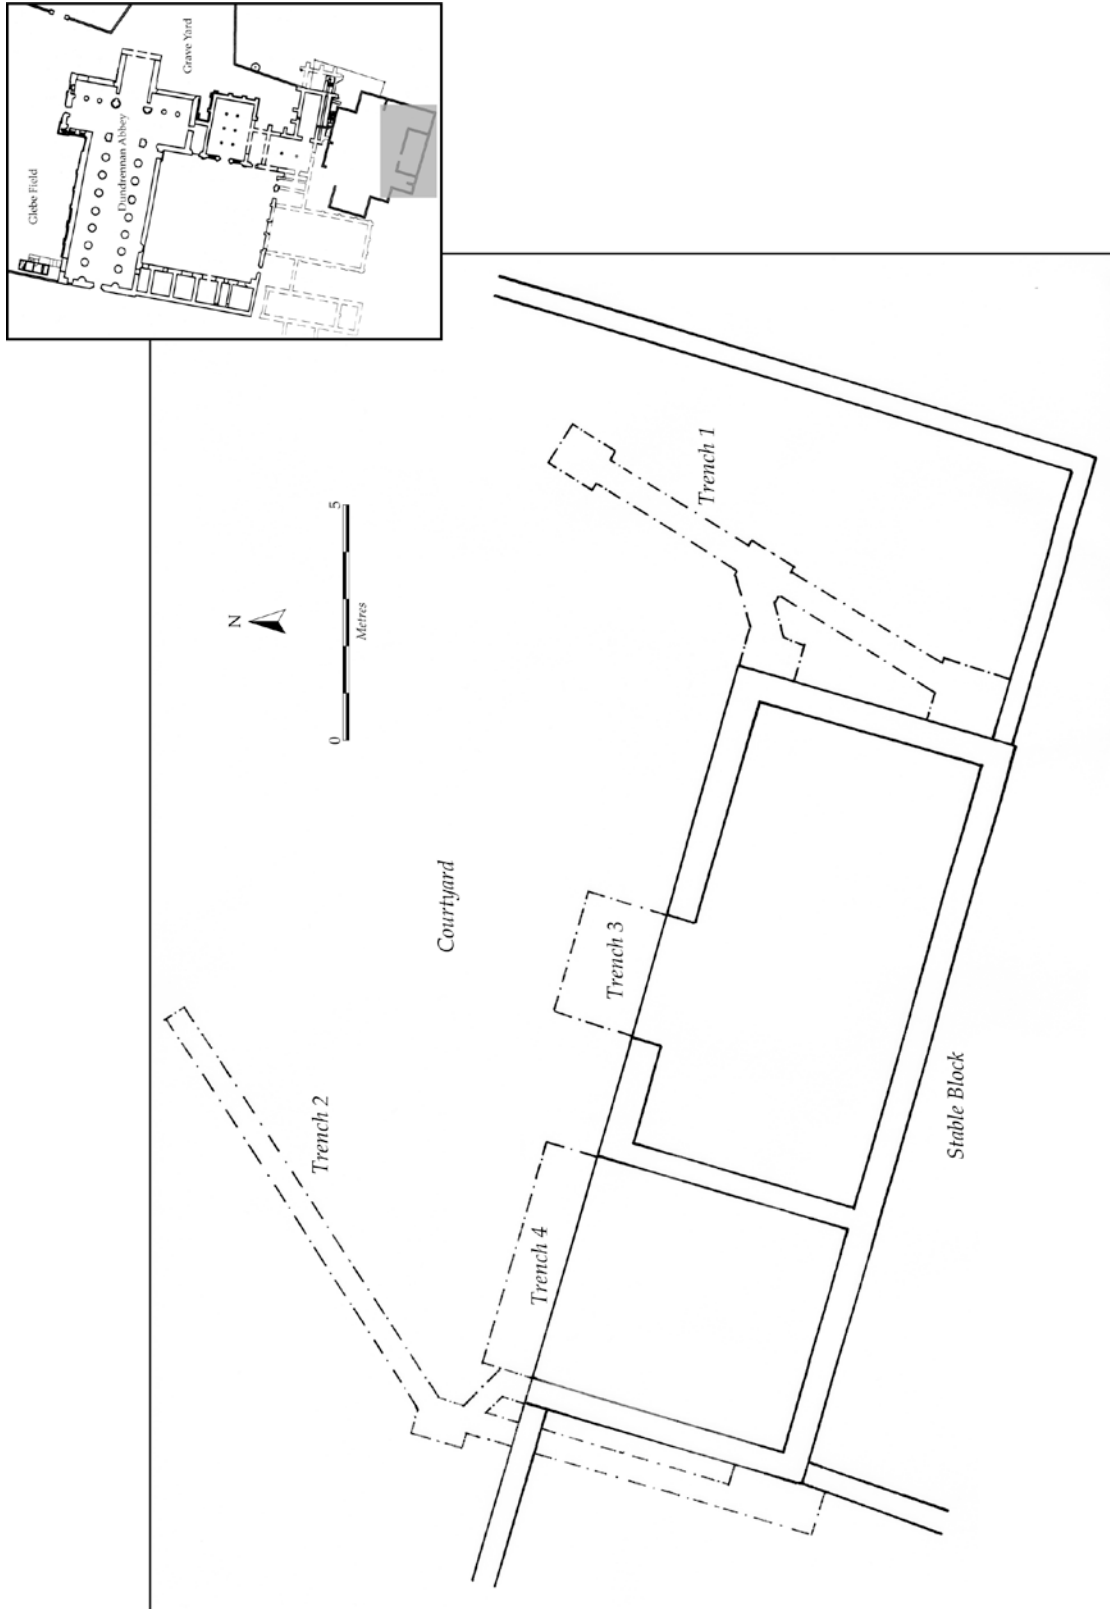 Glebe Field
Dundrennan Abbey
Grave Yard
N
0
5
Metres
Trench 1
Courtyard
Trench 3
Trench 2
Trench 4
Stable Block